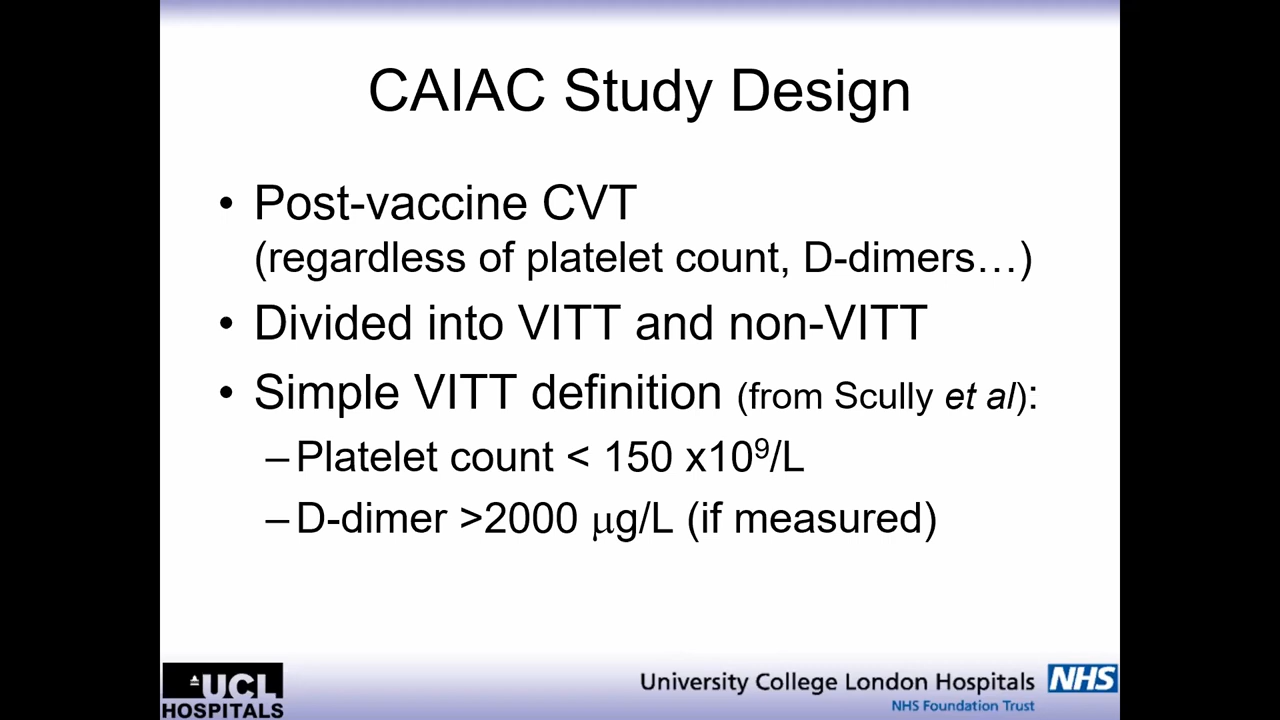 CAIAC Study Design
• Post-vaccine CVT
(regardless of platelet count, D-dimers…)
• Divided into VITT and non-VITT
• Simple VITT definition (from Scully et al):
–Platelet count < 150 x10⁹/L
–D-dimer >2000 μg/L (if measured)
UCL
HOSPITALS
University College London Hospitals NHS
NHS Foundation Trust